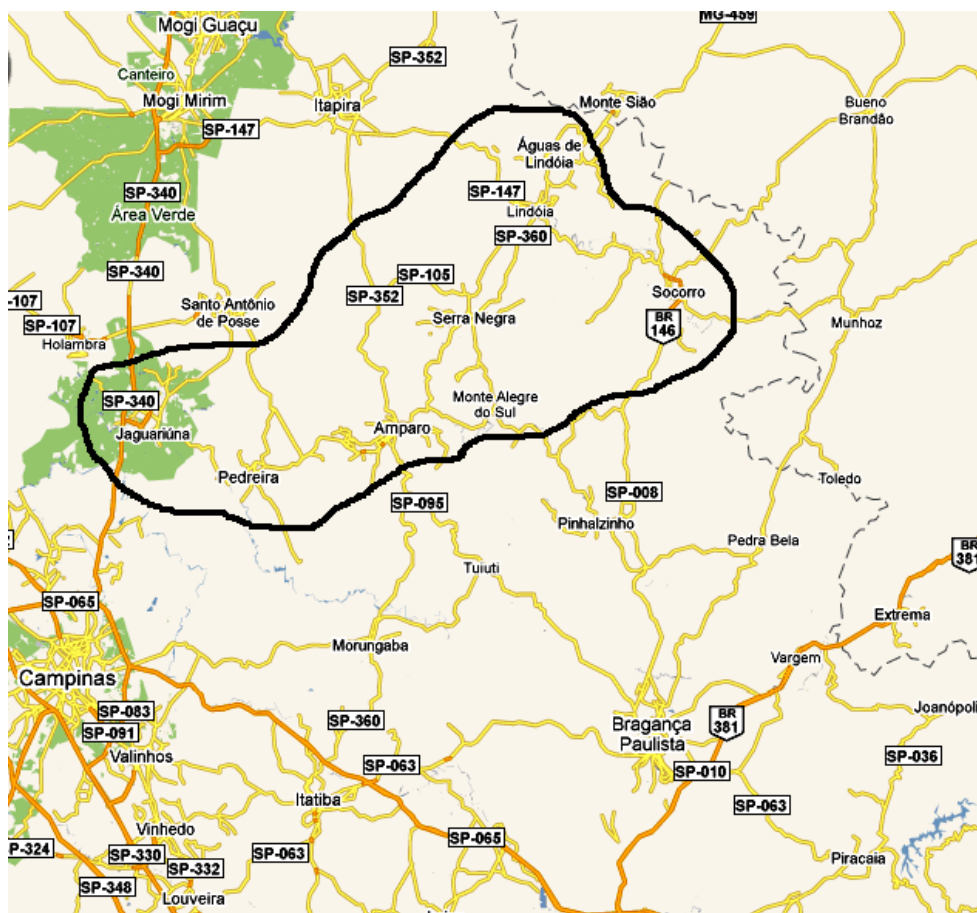 Mogi Guaçu
MG-459
SP-352
Canteiro
Mogi Mirim
Itapira
Monte Sião
Bueno
Brandão
SP-147
Águas de
Lindóia
SP-340
SP-147
Área Verde
Lindóia
SP-360
SP-340
SP-105
SP-352
Socorro
-107
Santo Antônio
de Posse
SP-107
Serra Negra
BR
146
Munhoz
Holambra
SP-340
Monte Alegre
do Sul
Jaguariúna
Amparo
Pedreira
SP-095
SP-008
Toledo
Pinhalzinho
Pedra Bela
BR
381
Tuiuti
SP-065
Extrema
Morungaba
Vargem
Campinas
SP-083
SP-360
Bragança
Paulista
BR
381
Joanópoli
SP-091
Valinhos
SP-063
SP-010
SP-036
Itatiba
SP-063
Vinhedo
SP-065
P-324
SP-330
SP-063
SP-332
Piracaia
SP-348
Louveira